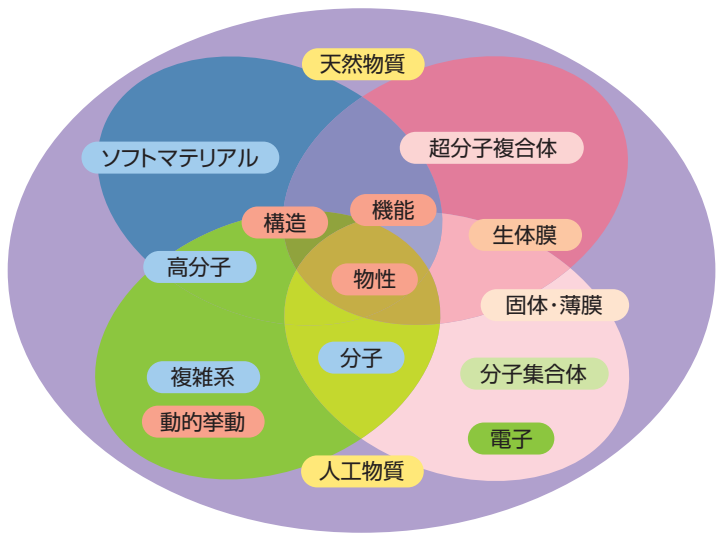 天然物質
ソフトマテリアル
超分子複合体
構造
機能
生体膜
高分子
物性
固体・薄膜
分子
複雑系
分子集合体
動的挙動
電子
人工物質